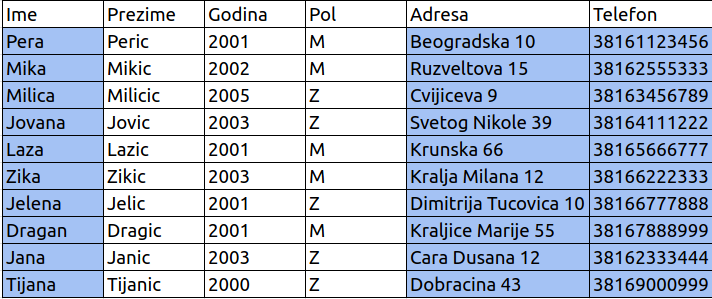 Ime Prezime Godina Pol Adresa Telefon
Pera Peric 2001 M Beogradska 10 38161123456
Mika Mikic 2002 M Ruzveltova 15 38162555333
Milica Milicic 2005 Z Cvijiceva 9 38163456789
Jovana Jovic 2003 Z Svetog Nikole 39 38164111222
Laza Lazic 2001 M Krunska 66 38165666777
Zika Zikic 2003 M Kralja Milana 12 38166222333
Jelena Jelic 2001 Z Dimitrija Tucovica 10 38166777888
Dragan Dragic 2001 M Kraljice Marije 55 38167888999
Jana Janic 2003 Z Cara Dusana 12 38162333444
Tijana Tijanic 2000 Z Dobracina 43 38169000999